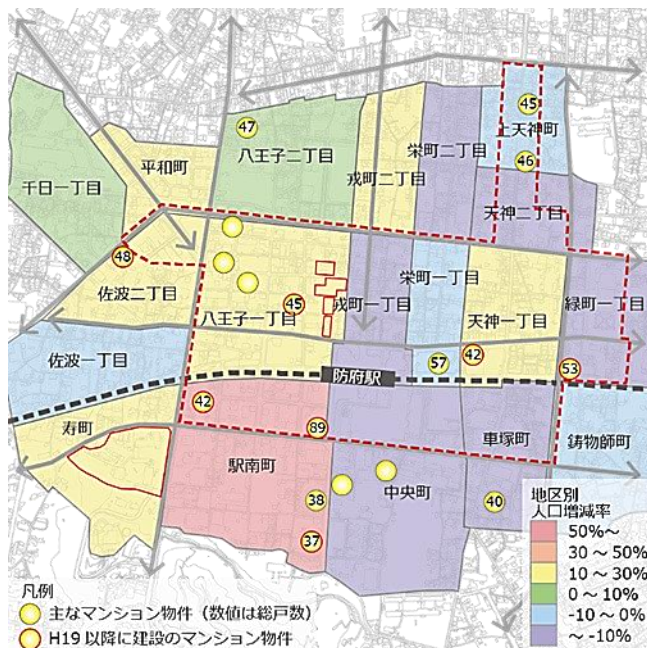 45
上天神町
47
八王子二丁目
平和町
戎町二丁目
栄町二丁目
46
千日一丁目
天神二丁目
48
佐波二丁目
八王子一丁目
45
戎町一丁目
栄町一丁目
天神一丁目
緑町一丁目
佐波一丁目
57
42
53
防府駅
42
89
寿町
駅南町
車塚町
鋳物師町
38
中央町
40
37
地区別
人口増減率
50%~
30~50%
10~30%
0~10%
-10~0%
~-10%
凡例
主なマンション物件(数値は総戸数)
H19以降に建設のマンション物件